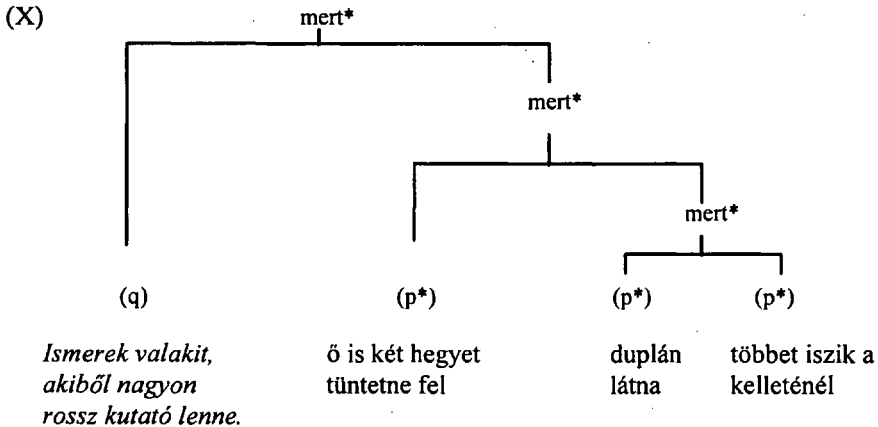 (X)
mert*
mert*
mert*
(q) (p*) (p*) (p*)
Ismerek valakit, ő is két hegyet duplán többet iszik a
akiből nagyon tüntetne fel látna kelleténél
rossz kutató lenne.